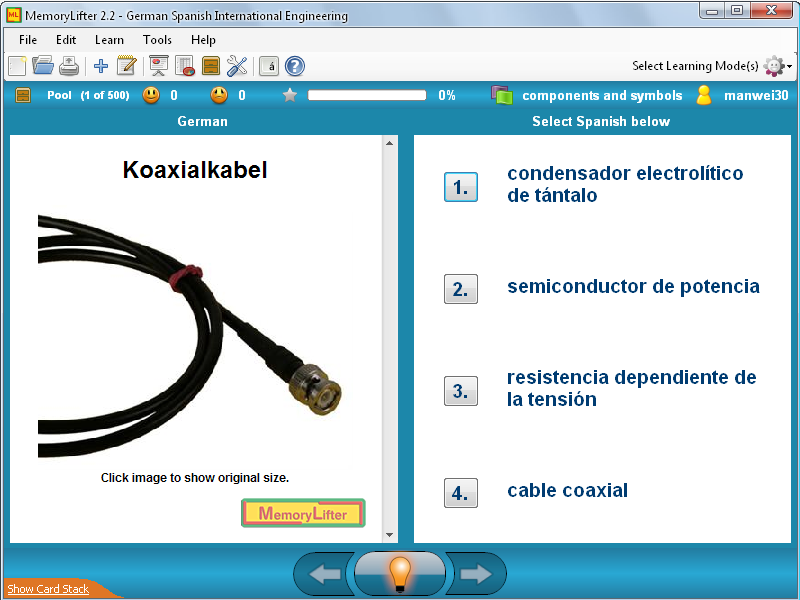 MemoryLifter 2.2 - German Spanish International Engineering
File Edit Learn Tools Help
á ? Select Learning Mode(s)
Pool (1 of 500) 0 0 0% components and symbols manwei30
German Select Spanish below
Koaxialkabel
Click image to show original size.
MemoryLifter
1. condensador electrolítico
de tántalo
2. semiconductor de potencia
3. resistencia dependiente de
la tensión
4. cable coaxial
Show Card Stack